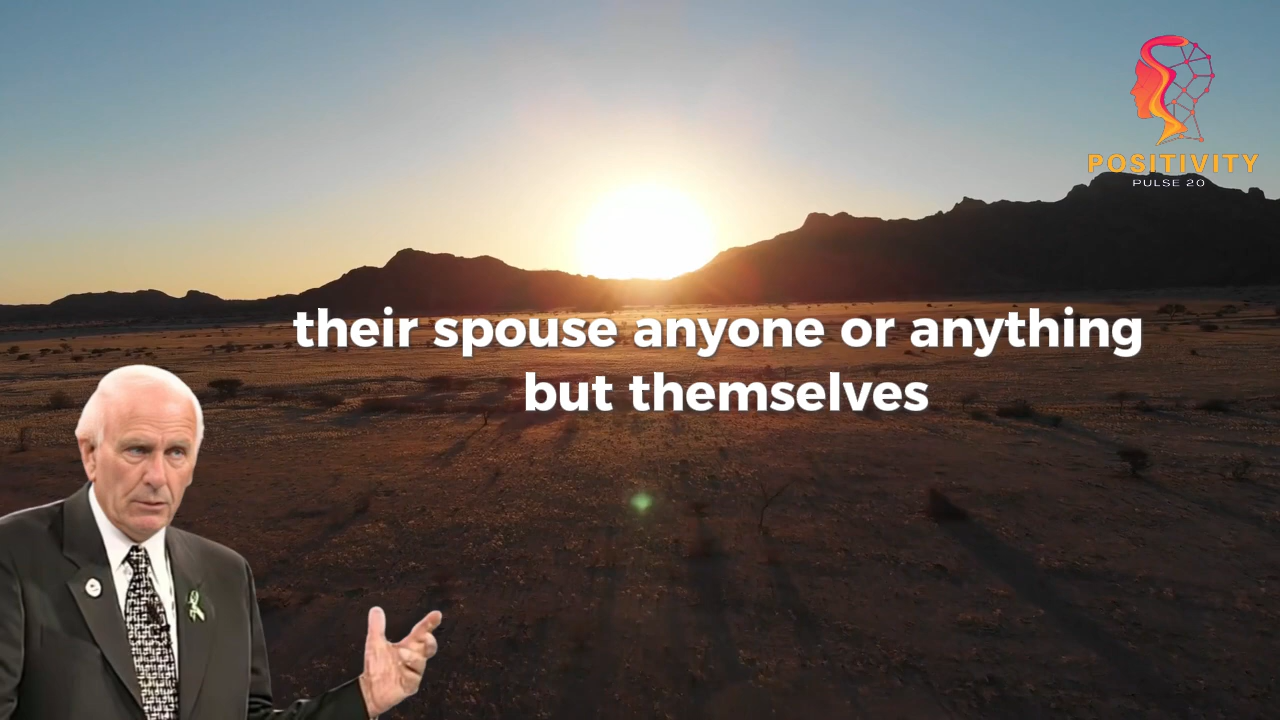 POSITIVITY
PULSE 20
their spouse anyone or anything
but themselves